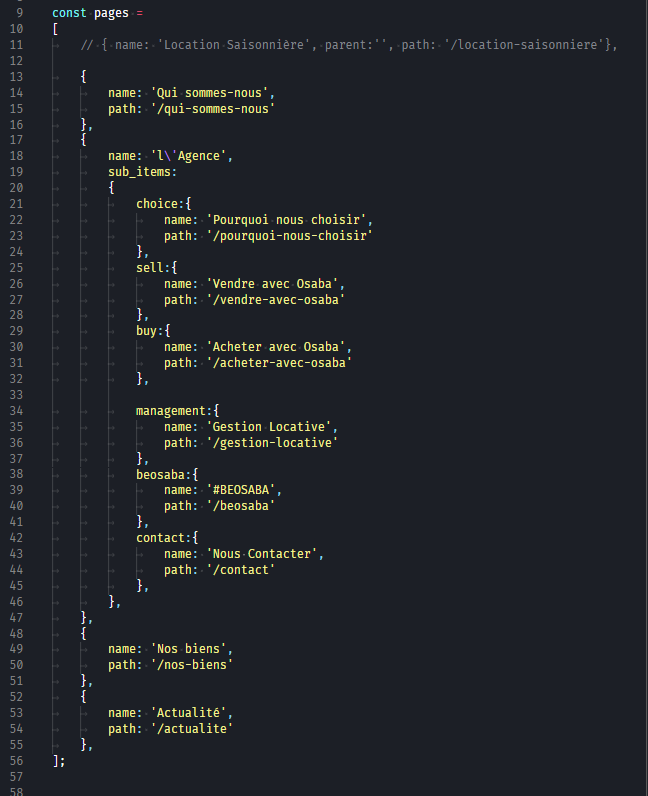 9 const pages =
10 [
11 // { name: 'Location Saisonnière', parent:'', path: '/location-saisonniere'},
12
13 {
14 name: 'Qui sommes-nous',
15 path: '/qui-sommes-nous'
16 },
17 {
18 name: 'l\'Agence',
19 sub_items:
20 {
21 choice:{
22 name: 'Pourquoi nous choisir',
23 path: '/pourquoi-nous-choisir'
24 },
25 sell:{
26 name: 'Vendre avec Osaba',
27 path: '/vendre-avec-osaba'
28 },
29 buy:{
30 name: 'Acheter avec Osaba',
31 path: '/acheter-avec-osaba'
32 },
33
34 management:{
35 name: 'Gestion Locative',
36 path: '/gestion-locative'
37 },
38 beosaba:{
39 name: '#BEOSABA',
40 path: '/beosaba'
41 },
42 contact:{
43 name: 'Nous Contacter',
44 path: '/contact'
45 },
46 },
47 },
48 {
49 name: 'Nos biens',
50 path: '/nos-biens'
51 },
52 {
53 name: 'Actualité',
54 path: '/actualite'
55 },
56 ];
57
58